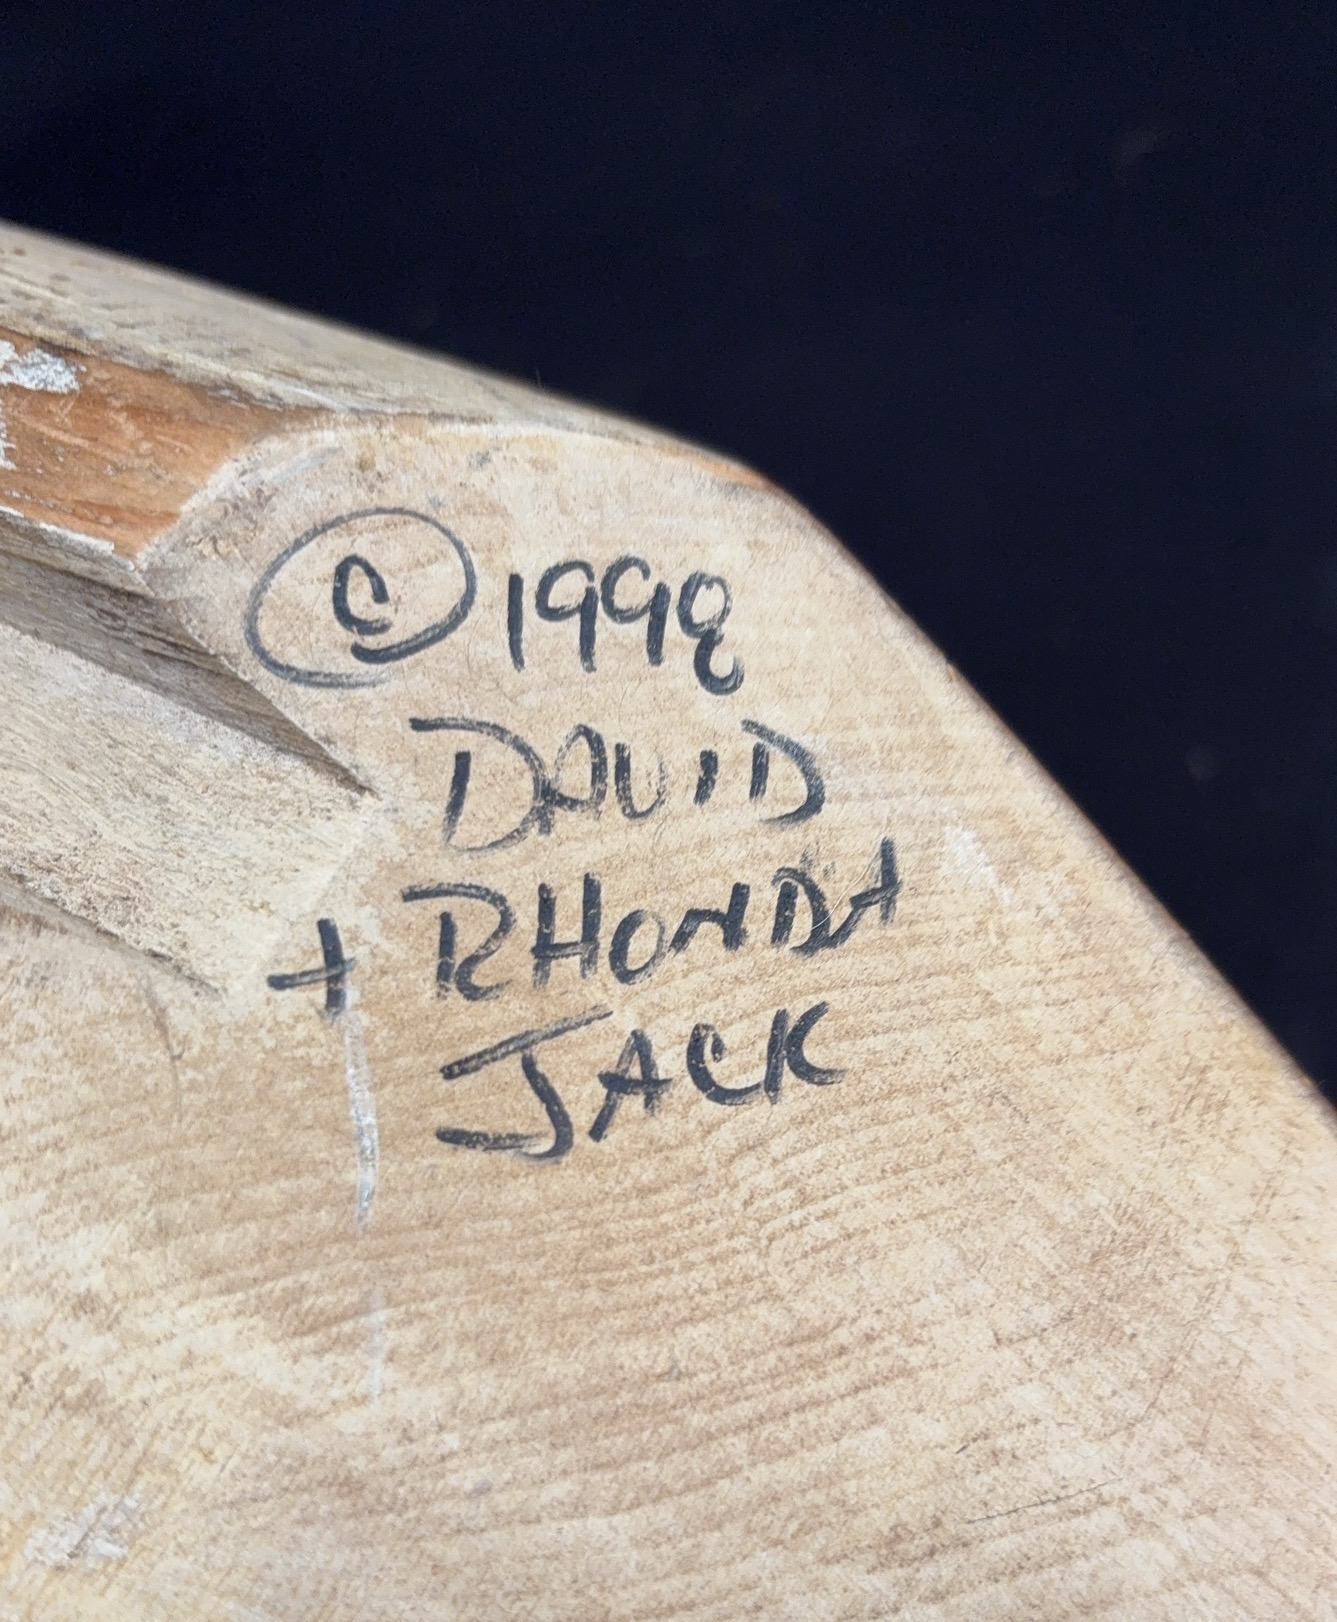 © 1998
DAVID
+ RHONDA
JACK